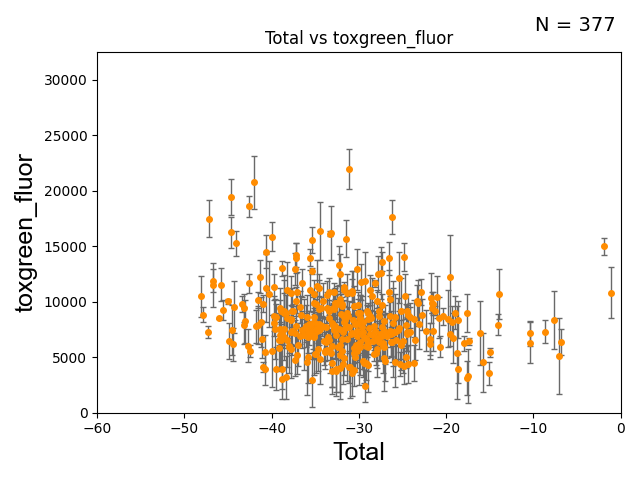 N = 377
Total vs toxgreen_fluor
30000
25000
20000
15000
10000
5000
0
toxgreen_fluor
−60 −50 −40 −30 −20 −10 0
Total